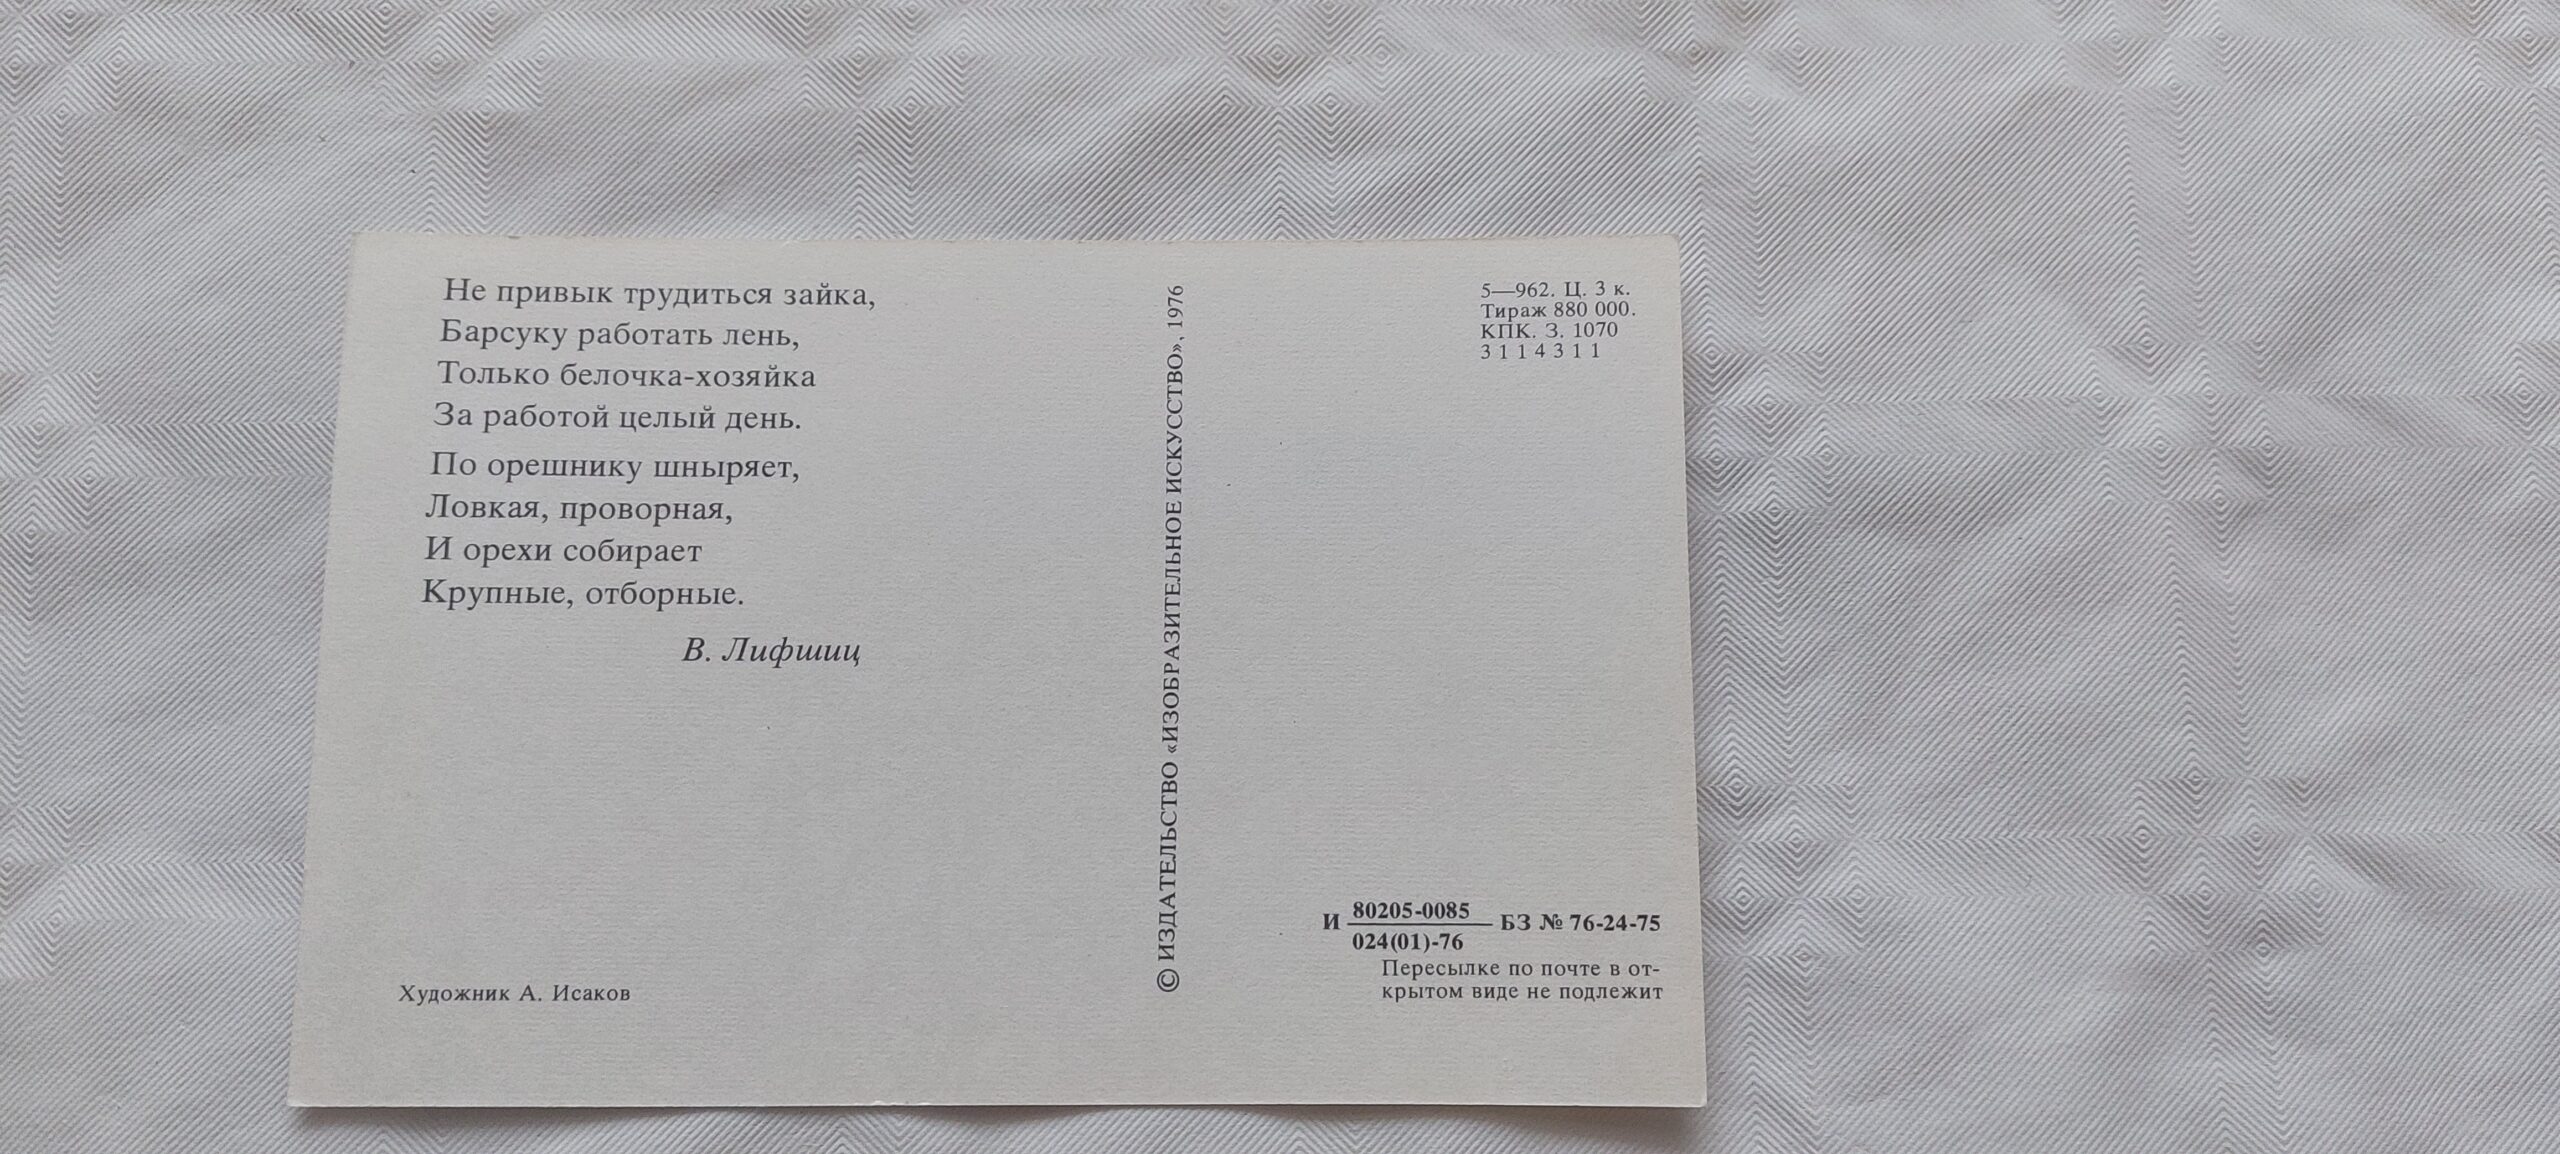 Не привык трудиться зайка,
Барсуку работать лень,
Только белочка-хозяйка
За работой целый день.
По орешнику шныряет,
Ловкая, проворная,
И орехи собирает
Крупные, отборные.
В. Лифшиц
Художник А. Исаков
© ИЗДАТЕЛЬСТВО «ИЗОБРАЗИТЕЛЬНОЕ ИСКУССТВО», 1976
5—962. Ц. 3 к.
Тираж 880 000.
КПК. З. 1070
3 1 1 4 3 1 1
И 80205-0085 БЗ № 76-24-75
024(01)-76
Пересылке по почте в от-
крытом виде не подлежит